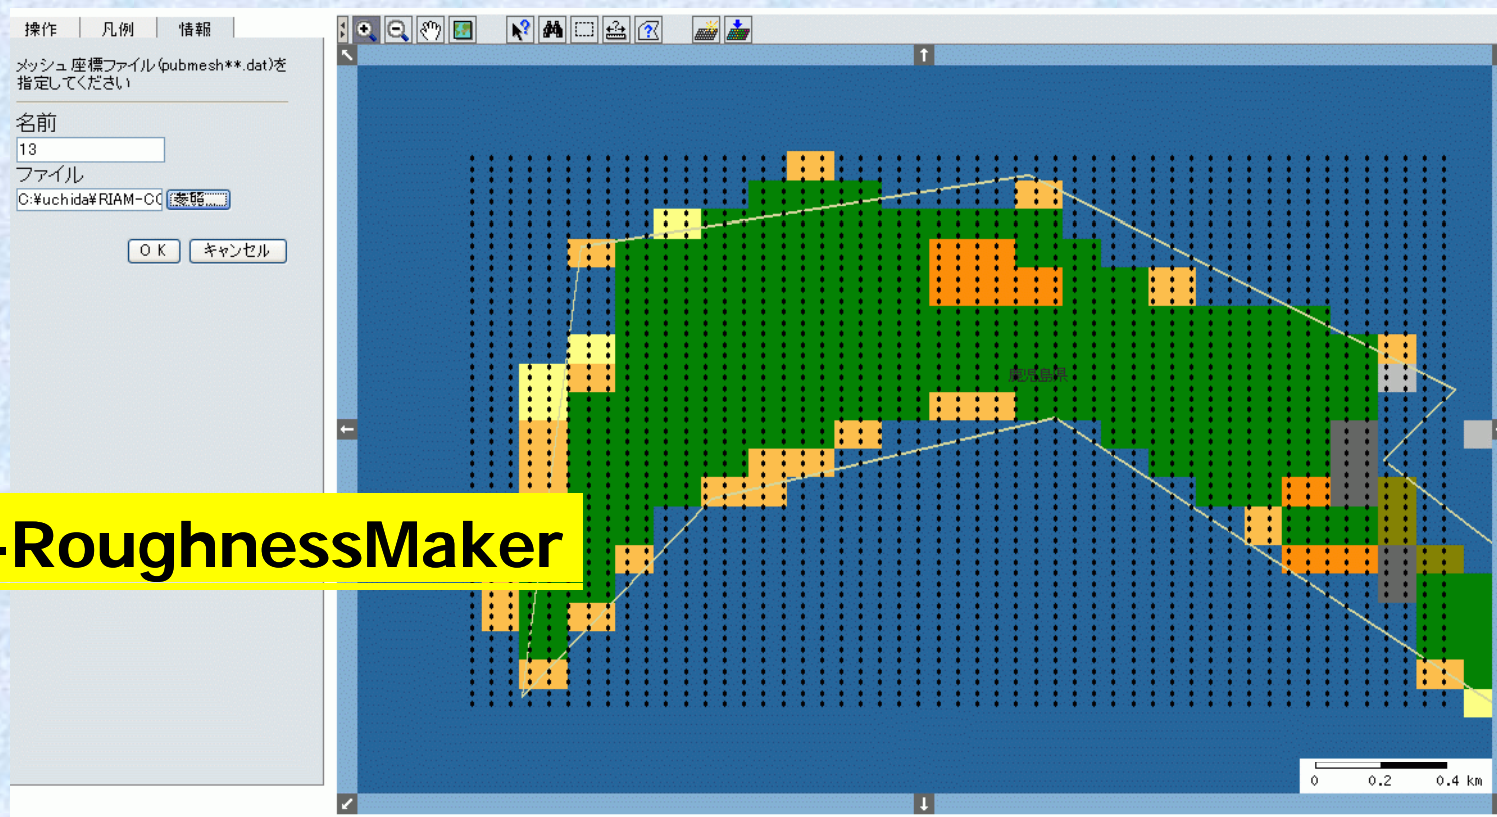 操作 凡例 情報
メッシュ座標ファイル(pubmesh**.dat)を
指定してください
名前
13
ファイル
C:¥uchida¥RIAM-CO 参照...
ＯＫ キャンセル
鹿児島県
-RoughnessMaker
0 0.2 0.4 km